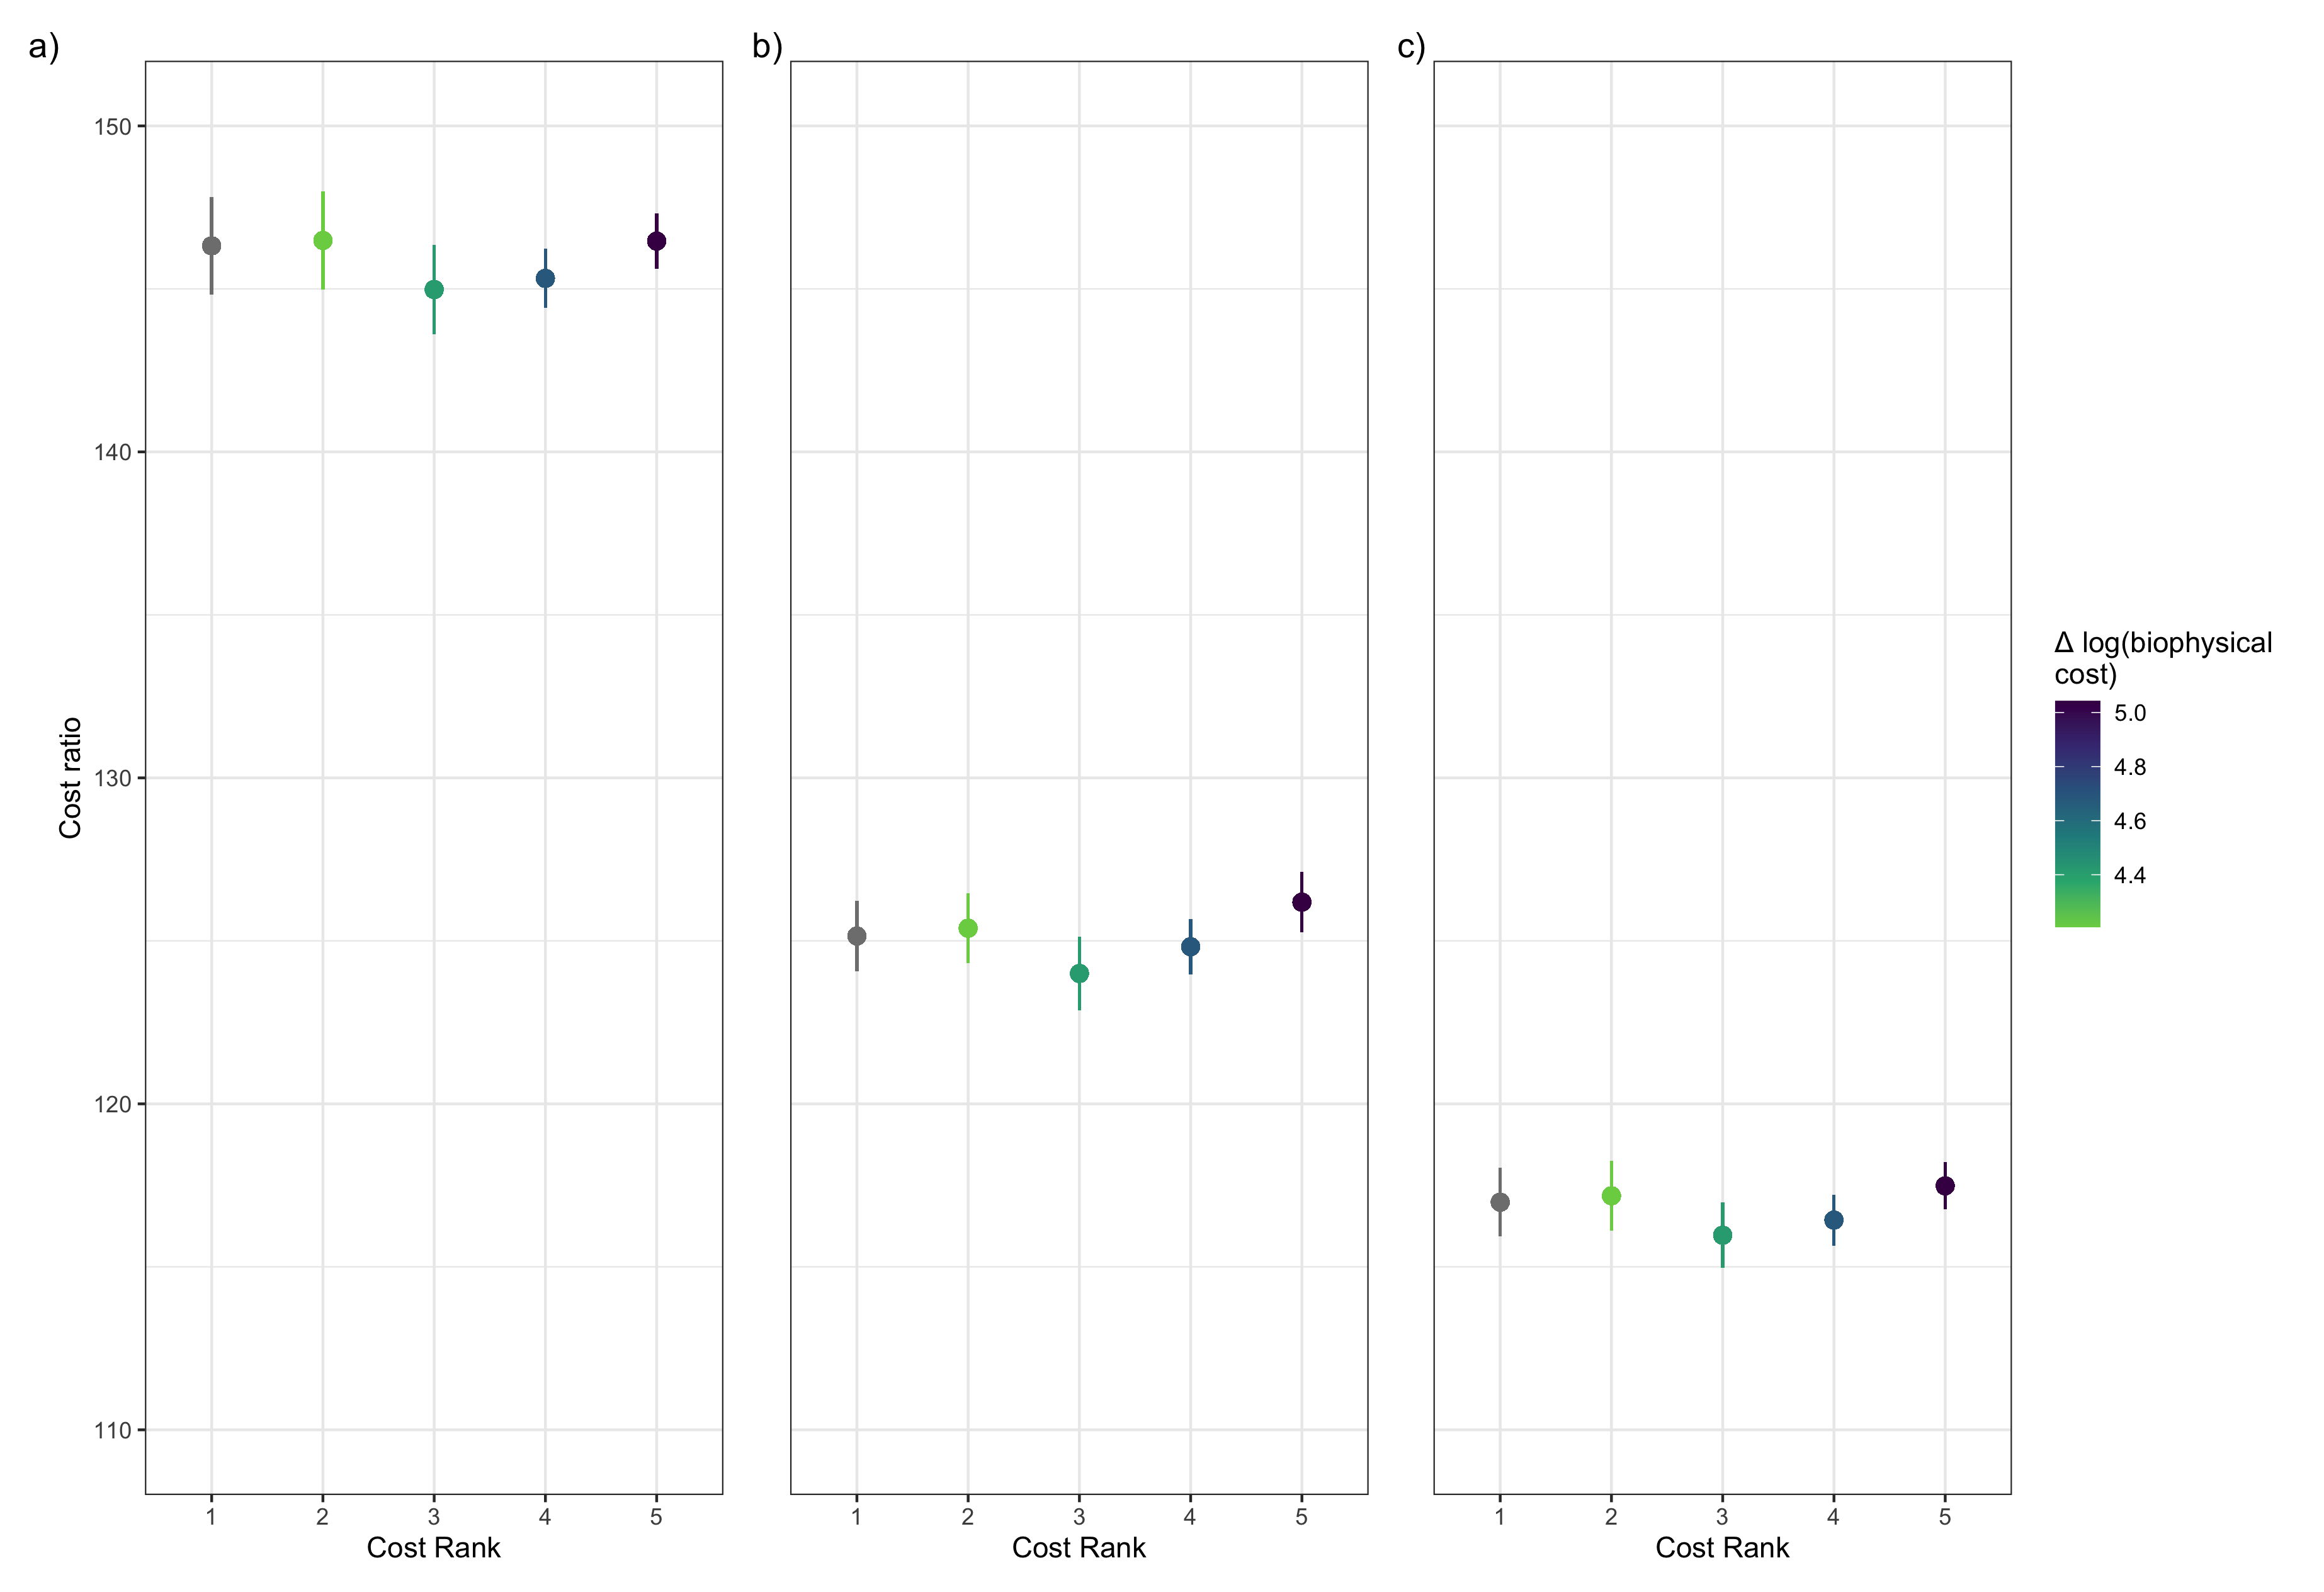 a)
b)
c)
150
140
130
120
110
Cost ratio
1 2 3 4 5
1 2 3 4 5
1 2 3 4 5
Cost Rank
Cost Rank
Cost Rank
Δ log(biophysical
cost)
5.0
4.8
4.6
4.4